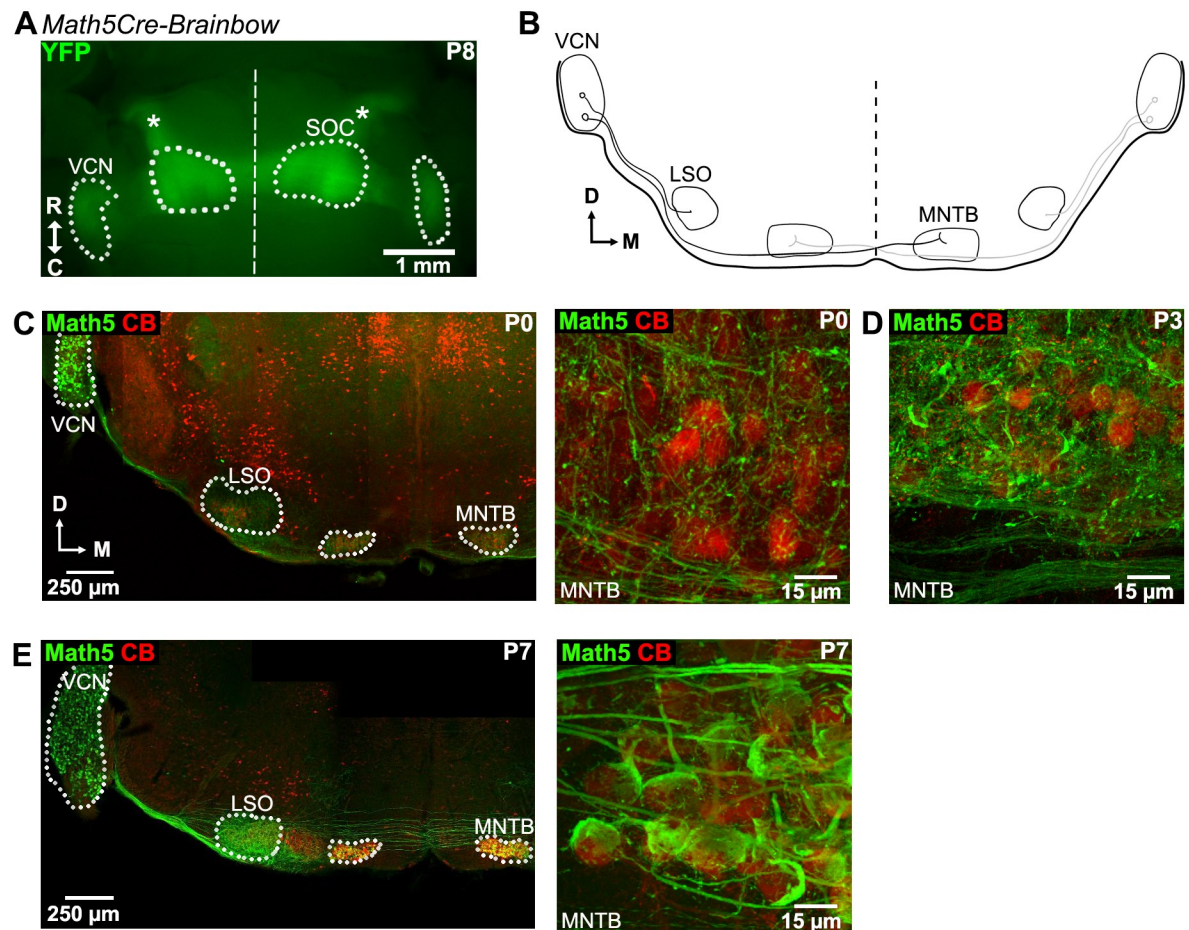 A Math5Cre-Brainbow
YFP P8
* *
SOC
VCN
R
C
1 mm
B
VCN
LSO
MNTB
D
M
C Math5 CB P0
VCN
LSO
MNTB
D
M
250 µm
Math5 CB P0
MNTB
15 µm
D Math5 CB P3
MNTB
15 µm
E Math5 CB P7
VCN
LSO
MNTB
250 µm
Math5 CB P7
MNTB
15 µm